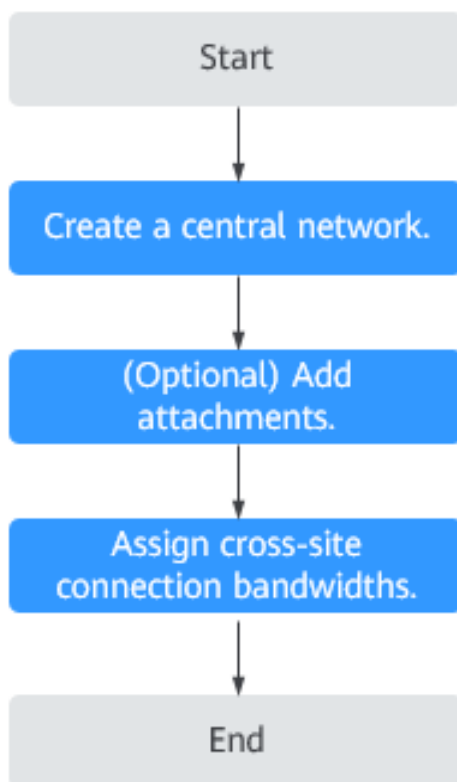 Start
Create a central network.
(Optional) Add
attachments.
Assign cross-site
connection bandwidths.
End